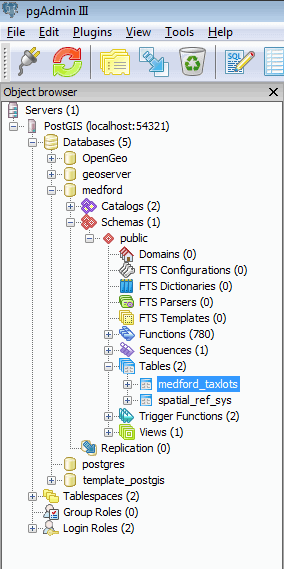 pgAdmin III
File Edit Plugins View Tools Help
SQL
Object browser
Servers (1)
PostGIS (localhost:54321)
Databases (5)
OpenGeo
geoserver
medford
Catalogs (2)
Schemas (1)
public
Domains (0)
FTS Configurations (0)
FTS Dictionaries (0)
FTS Parsers (0)
FTS Templates (0)
Functions (780)
Sequences (1)
Tables (2)
medford_taxlots
spatial_ref_sys
Trigger Functions (2)
Views (1)
Replication (0)
postgres
template_postgis
Tablespaces (2)
Group Roles (0)
Login Roles (2)